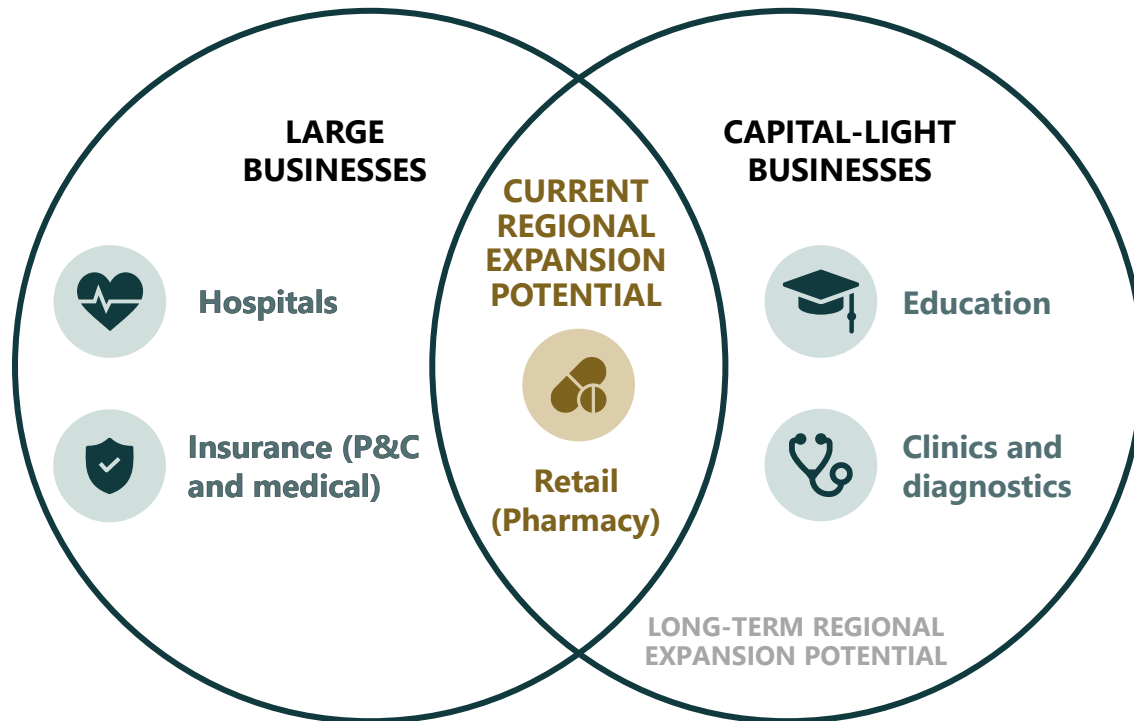 LARGE
BUSINESSES
Hospitals
Insurance (P&C
and medical)
CURRENT
REGIONAL
EXPANSION
POTENTIAL
Retail
(Pharmacy)
CAPITAL-LIGHT
BUSINESSES
Education
Clinics and
diagnostics
LONG-TERM REGIONAL
EXPANSION POTENTIAL